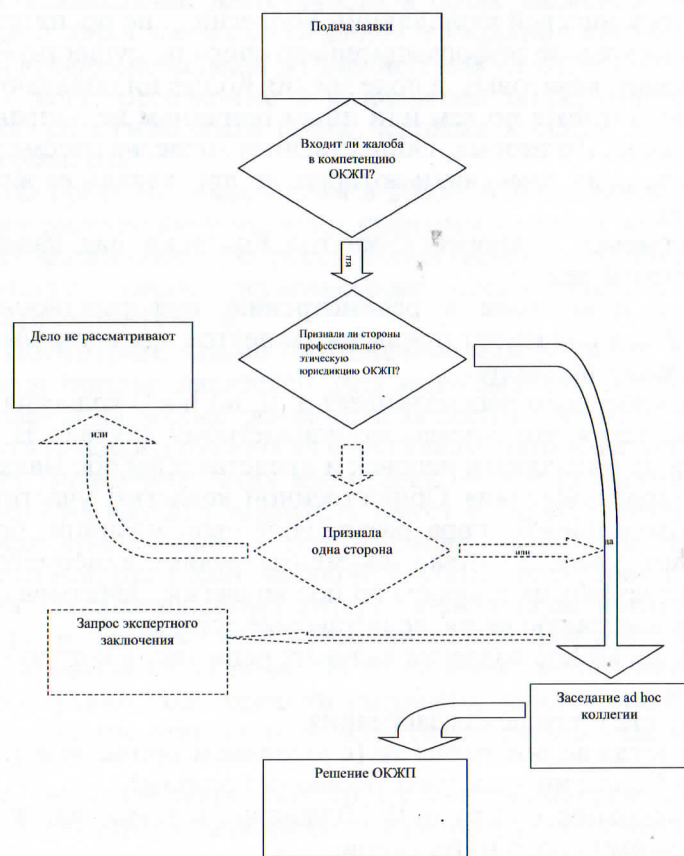 Подача заявки
Входит ли жалоба
в компетенцию
ОКЖП?
да
Признали ли стороны
профессионально-
этическую
юрисдикцию ОКЖП?
Дело не рассматривают
или
Признала
одна сторона
или
да
Запрос экспертного
заключения
Заседание ad hoc
коллегии
Решение ОКЖП